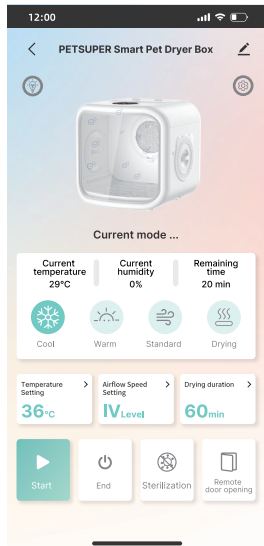 12:00
PETSUPER Smart Pet Dryer Box
Current mode ...
Current temperature
29°C
Current humidity
0%
Remaining time
20 min
Cool
Warm
Standard
Drying
Temperature Setting
36°C
Airflow Speed Setting
IV Level
Drying duration
60min
Start
End
Sterilization
Remote door opening